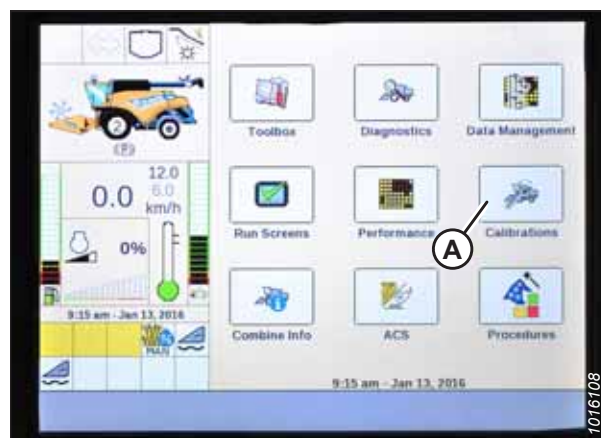 2
(P)
12.0
6.0
0.0
km/h
0%
9:15 am - Jan 13, 2016
MAN
Toolbox
Diagnostics
Data Management
Run Screens
Performance
Calibrations
A
Combine Info
ACS
Procedures
9:15 am - Jan 13, 2016
1016108